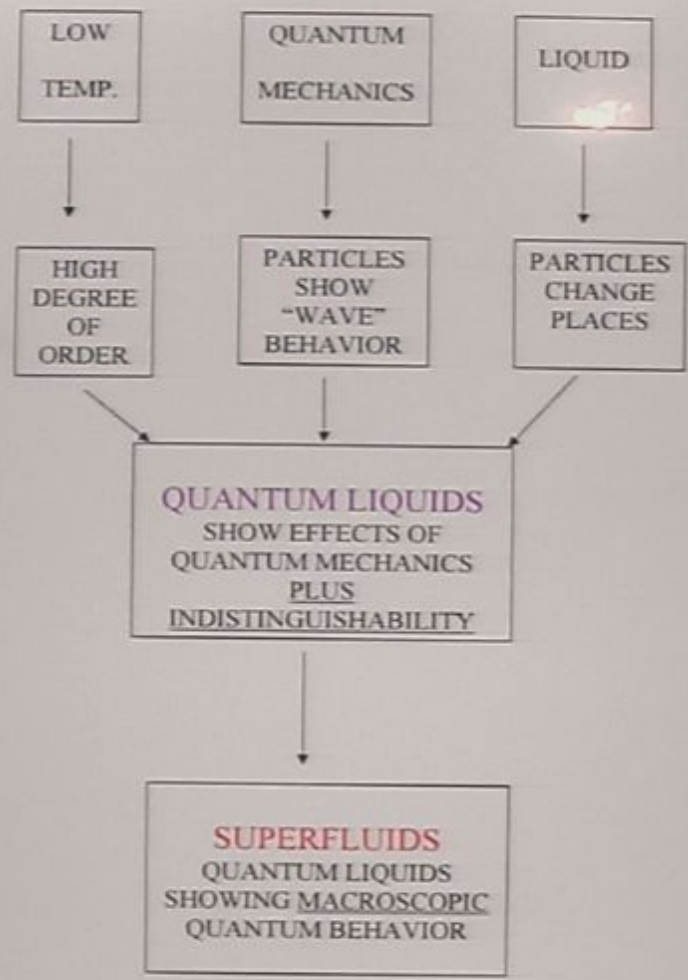 LOW
TEMP.
QUANTUM
MECHANICS
LIQUID
HIGH
DEGREE
OF
ORDER
PARTICLES
SHOW
"WAVE"
BEHAVIOR
PARTICLES
CHANGE
PLACES
QUANTUM LIQUIDS
SHOW EFFECTS OF
QUANTUM MECHANICS
PLUS
INDISTINGUISHABILITY
SUPERFLUIDS
QUANTUM LIQUIDS
SHOWING MACROSCOPIC
QUANTUM BEHAVIOR